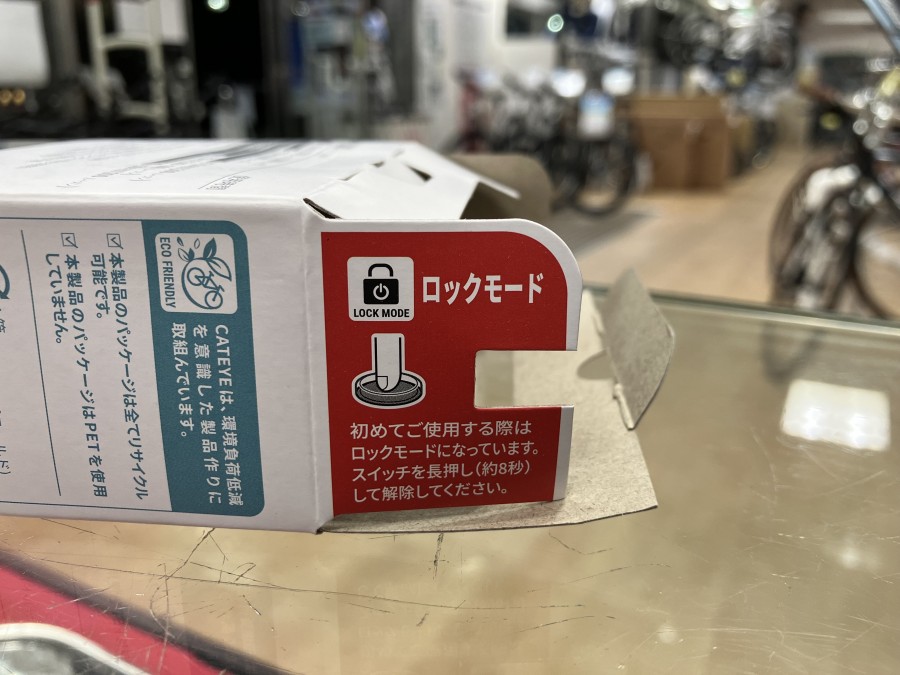 LOCK MODE
ロックモード
初めてご使用する際は
ロックモードになっています。
スイッチを長押し（約8秒）
して解除してください。
ECO FRIENDLY
CATEYEは、環境負荷低減
を意識した製品作りに
取組んでいます。
☑ 本製品のパッケージは全てリサイクル
可能です。
☑ 本製品のパッケージはPETを使用
していません。